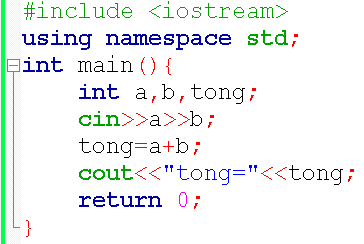 #include <iostream>
using namespace std;
int main(){
    int a,b,tong;
    cin>>a>>b;
    tong=a+b;
    cout<<"tong="<<tong;
    return 0;
}